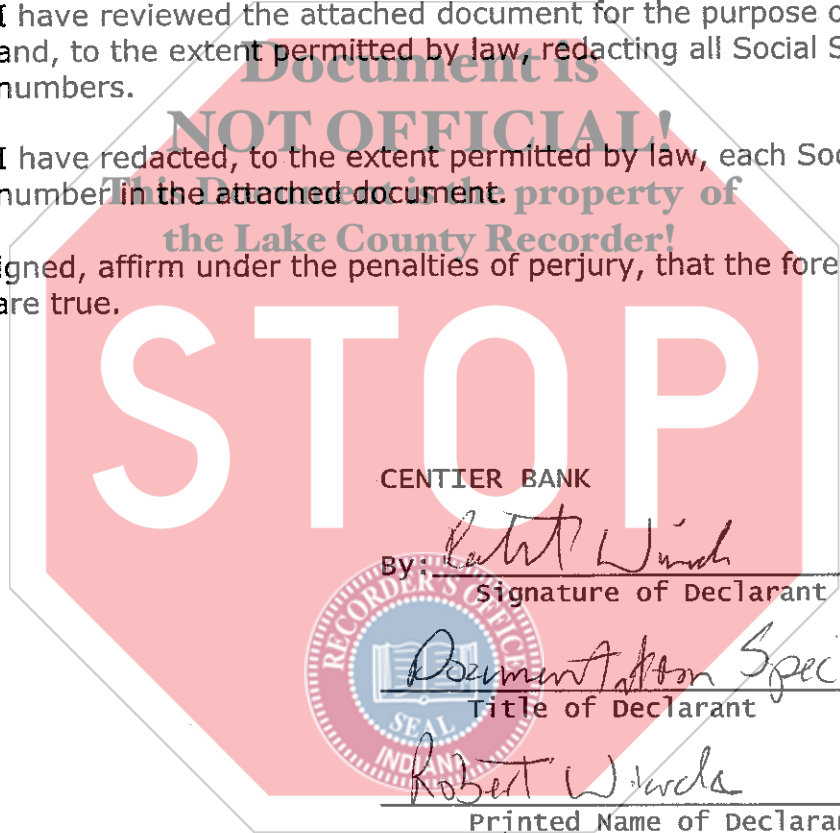 I have reviewed the attached document for the purpose o
and, to the extent permitted by law, redacting all Social S
numbers.
Document is
NOT OFFICIAL!
I have redacted, to the extent permitted by law, each Soc
number in the attached document.
This Document is the property of
the Lake County Recorder!
igned, affirm under the penalties of perjury, that the fore
are true.
STOP
CENTIER BANK
By:
Signature of Declarant
Documentation Spec
Title of Declarant
Robert
Printed Name of Declaran
RECORDER'S OFFICE
SEAL
INDIANA